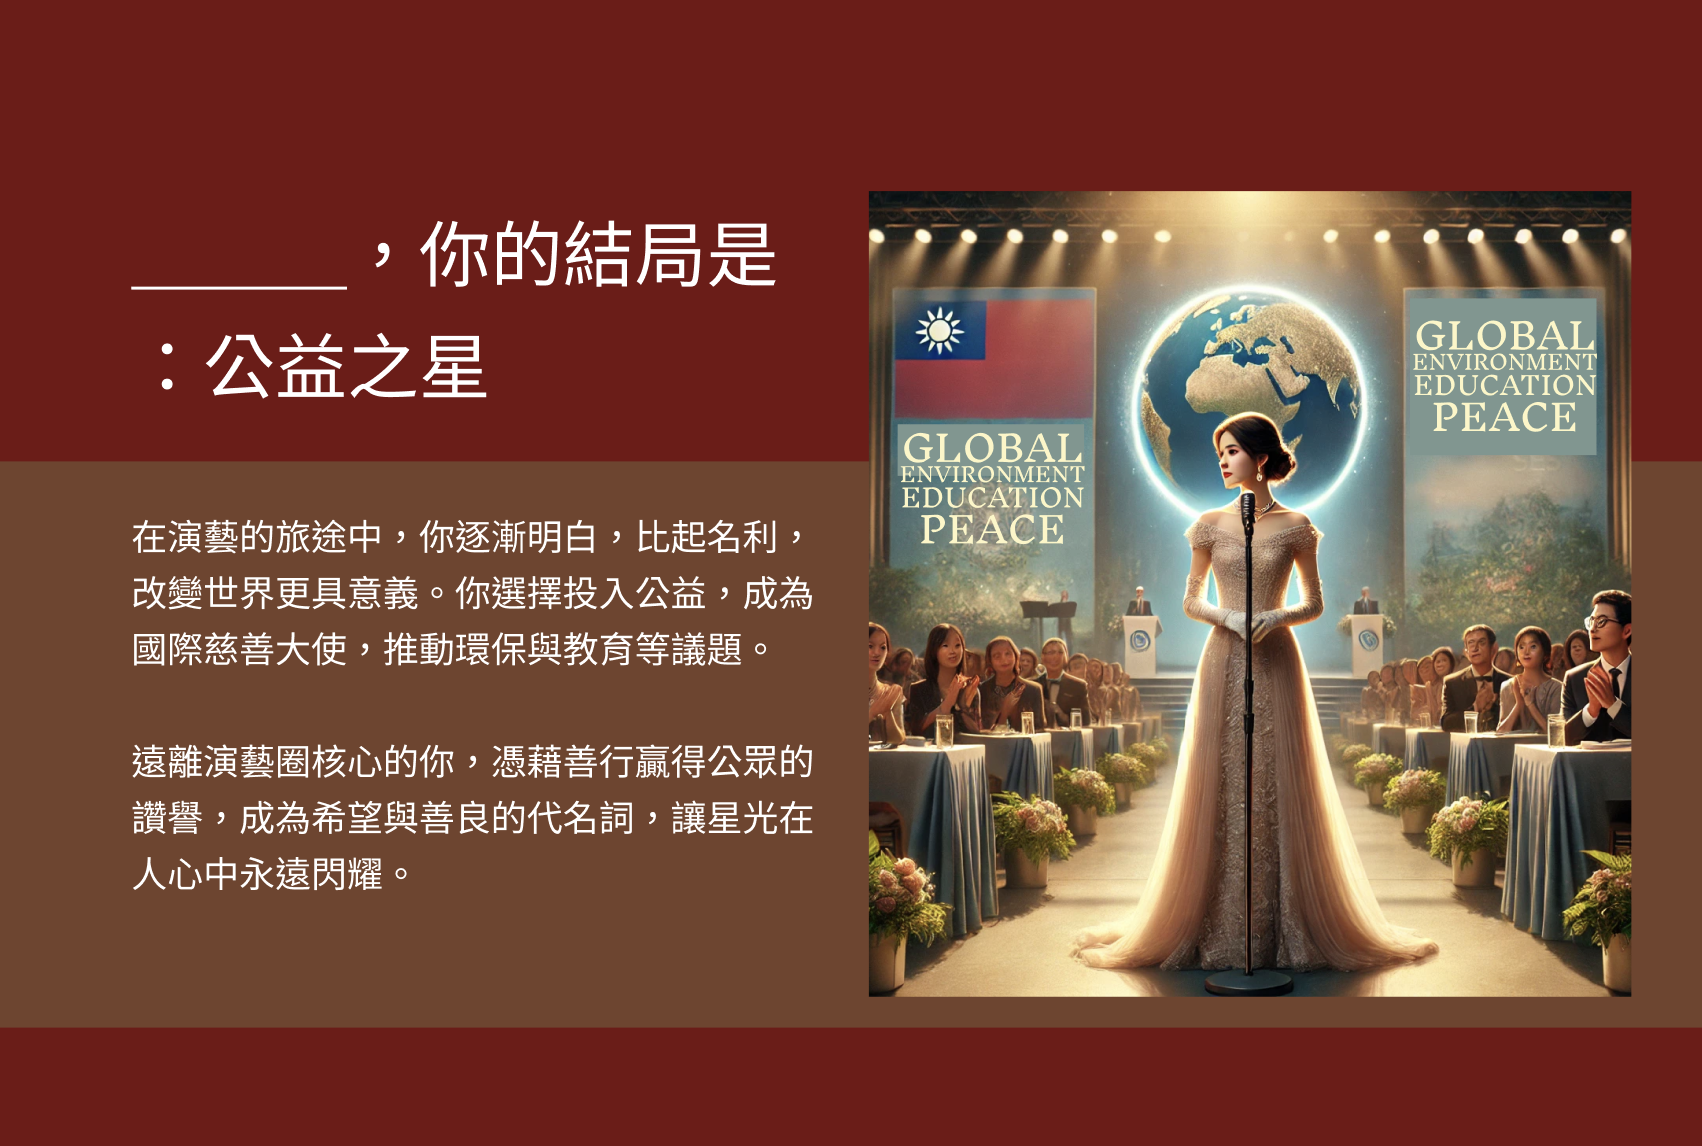 ______，你的結局是
：公益之星
在演藝的旅途中，你逐漸明白，比起名利，
改變世界更具意義。你選擇投入公益，成為
國際慈善大使，推動環保與教育等議題。
遠離演藝圈核心的你，憑藉善行贏得公眾的
讚譽，成為希望與善良的代名詞，讓星光在
人心中永遠閃耀。
GLOBAL
ENVIRONMENT
EDUCATION
PEACE
GLOBAL
ENVIRONMENT
EDUCATION
PEACE